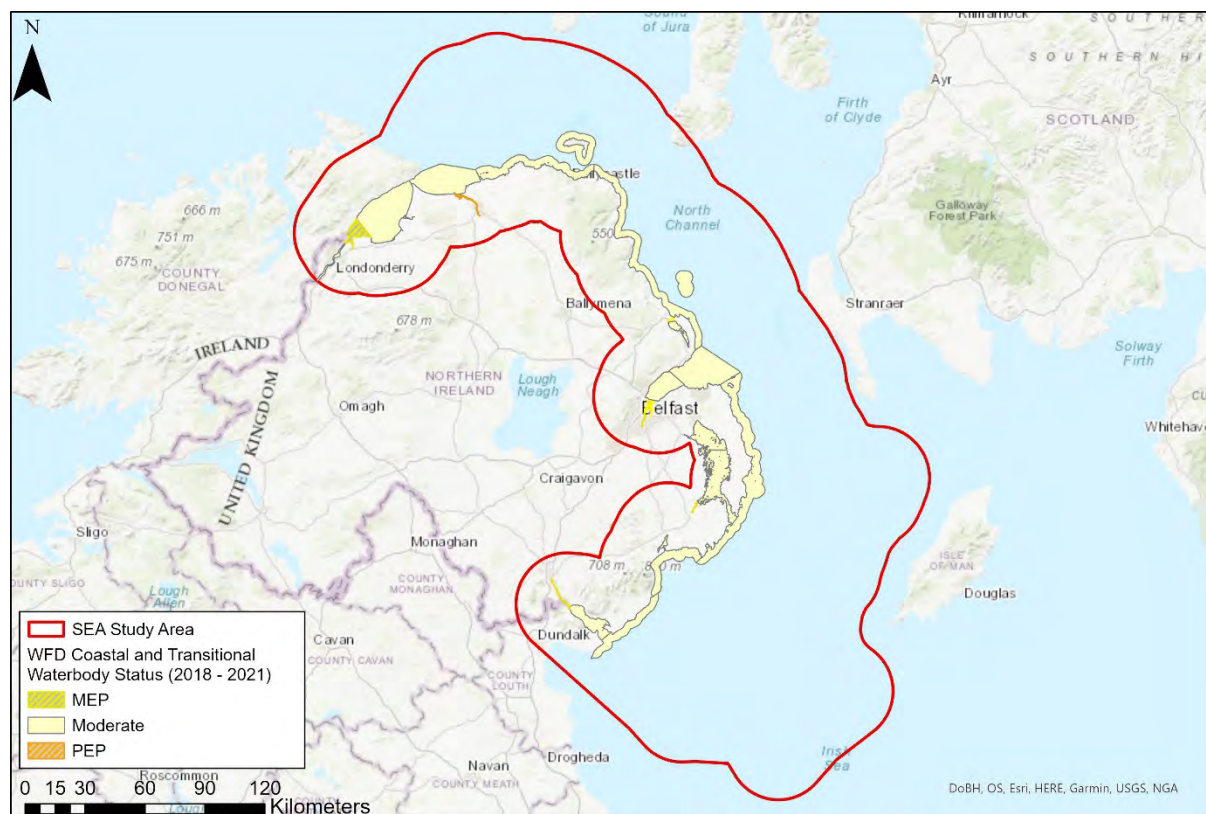 N
Sound
of Jura
Kilmarnock
SOUTHERN
SOUTHERN HI
Ayr
Firth
of Clyde
SCOTLAND
North
Channel
Galloway
Forest Park
666 m
751 m
675 m
COUNTY
DONEGAL
550
Londonderry
Ballymena
Stranraer
678 m
Solway
Firth
IRELAND
UNITED KINGDOM
NORTHERN
IRELAND
Lough
Neagh
Omagh
Belfast
Whitehav
Craigavon
Sligo
Monaghan
708 m
ISLE
OF MAN
Douglas
COUNTY
MONAGHAN
OUNTY SLIGO
Lough
Allen
Dundalk
Cavan
COUNTY CAVAN
COUNTY
LOUTH
SEA Study Area
WFD Coastal and Transitional
Waterbody Status (2018 - 2021)
MEP
Moderate
PEP
Drogheda
Irish
Sea
Navan
COUNTY MEATH
Roscommon
0 15 30 60 90 120
Kilometers
DoBH, OS, Esri, HERE, Garmin, USGS, NGA